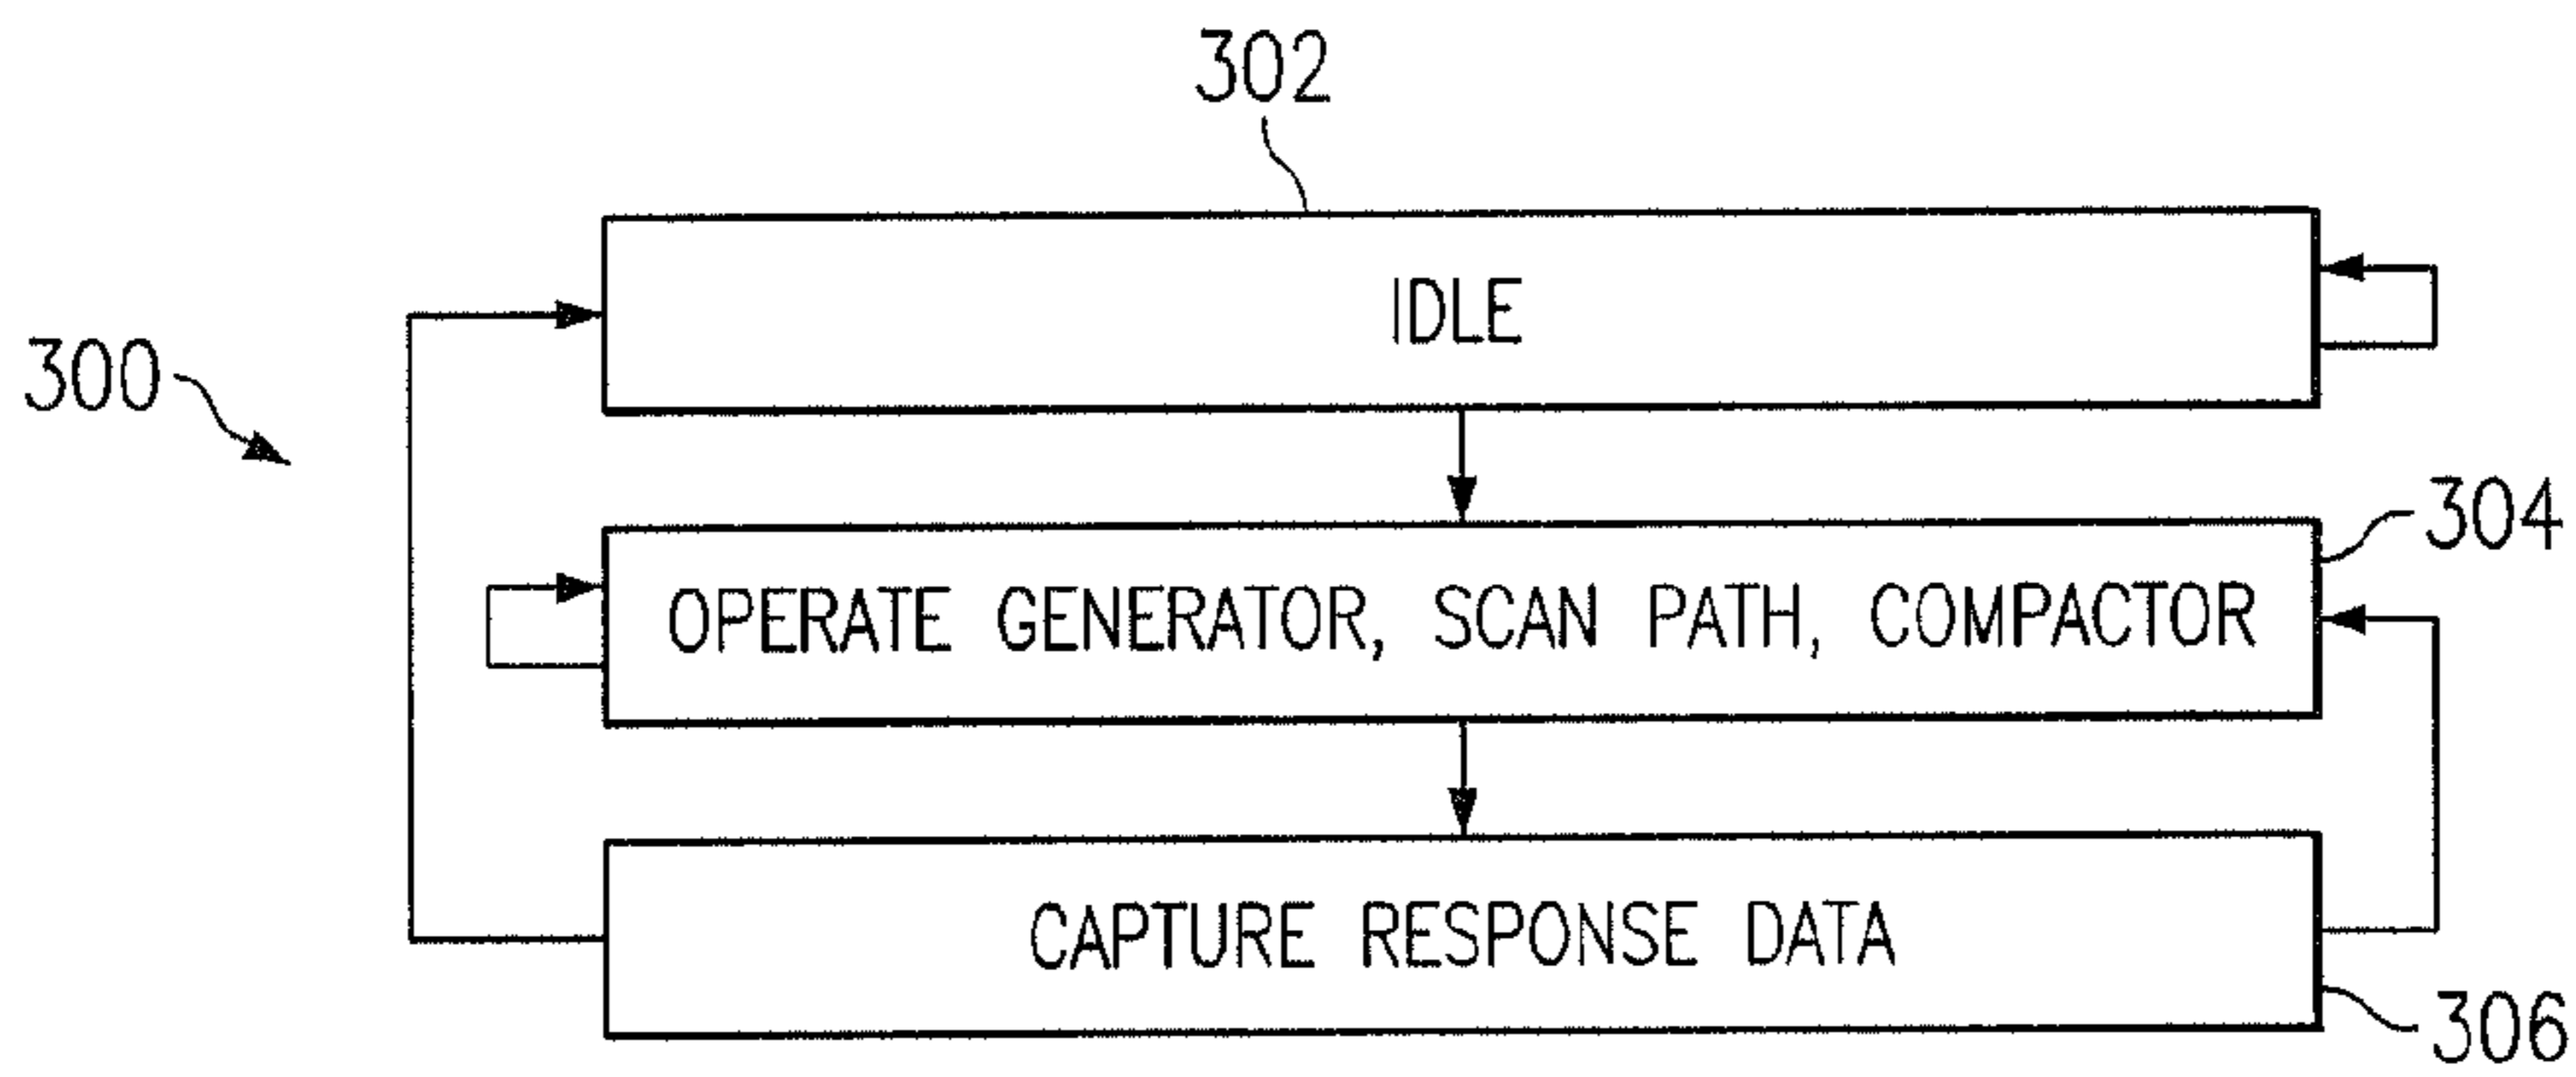 302
IDLE
300
304
OPERATE GENERATOR, SCAN PATH, COMPACTOR
CAPTURE RESPONSE DATA
306